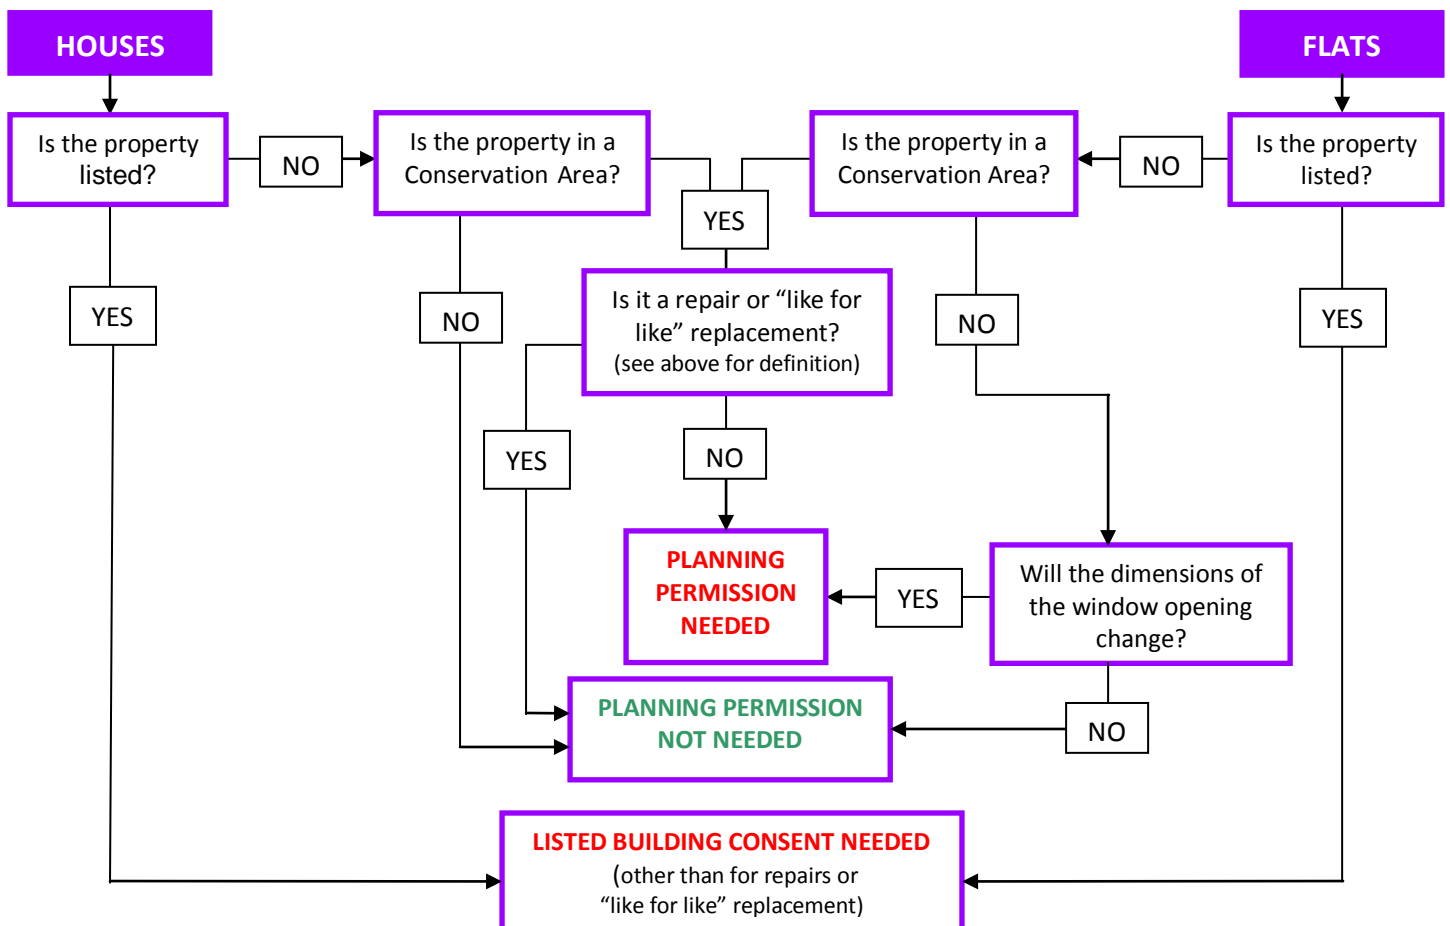 HOUSES
FLATS
Is the property
listed?
NO
Is the property in a
Conservation Area?
YES
Is the property in a
Conservation Area?
NO
Is the property
listed?
YES
NO
Is it a repair or “like for
like” replacement?
(see above for definition)
NO
YES
YES
NO
PLANNING
PERMISSION
NEEDED
YES
Will the dimensions of
the window opening
change?
PLANNING PERMISSION
NOT NEEDED
NO
LISTED BUILDING CONSENT NEEDED
(other than for repairs or
“like for like” replacement)